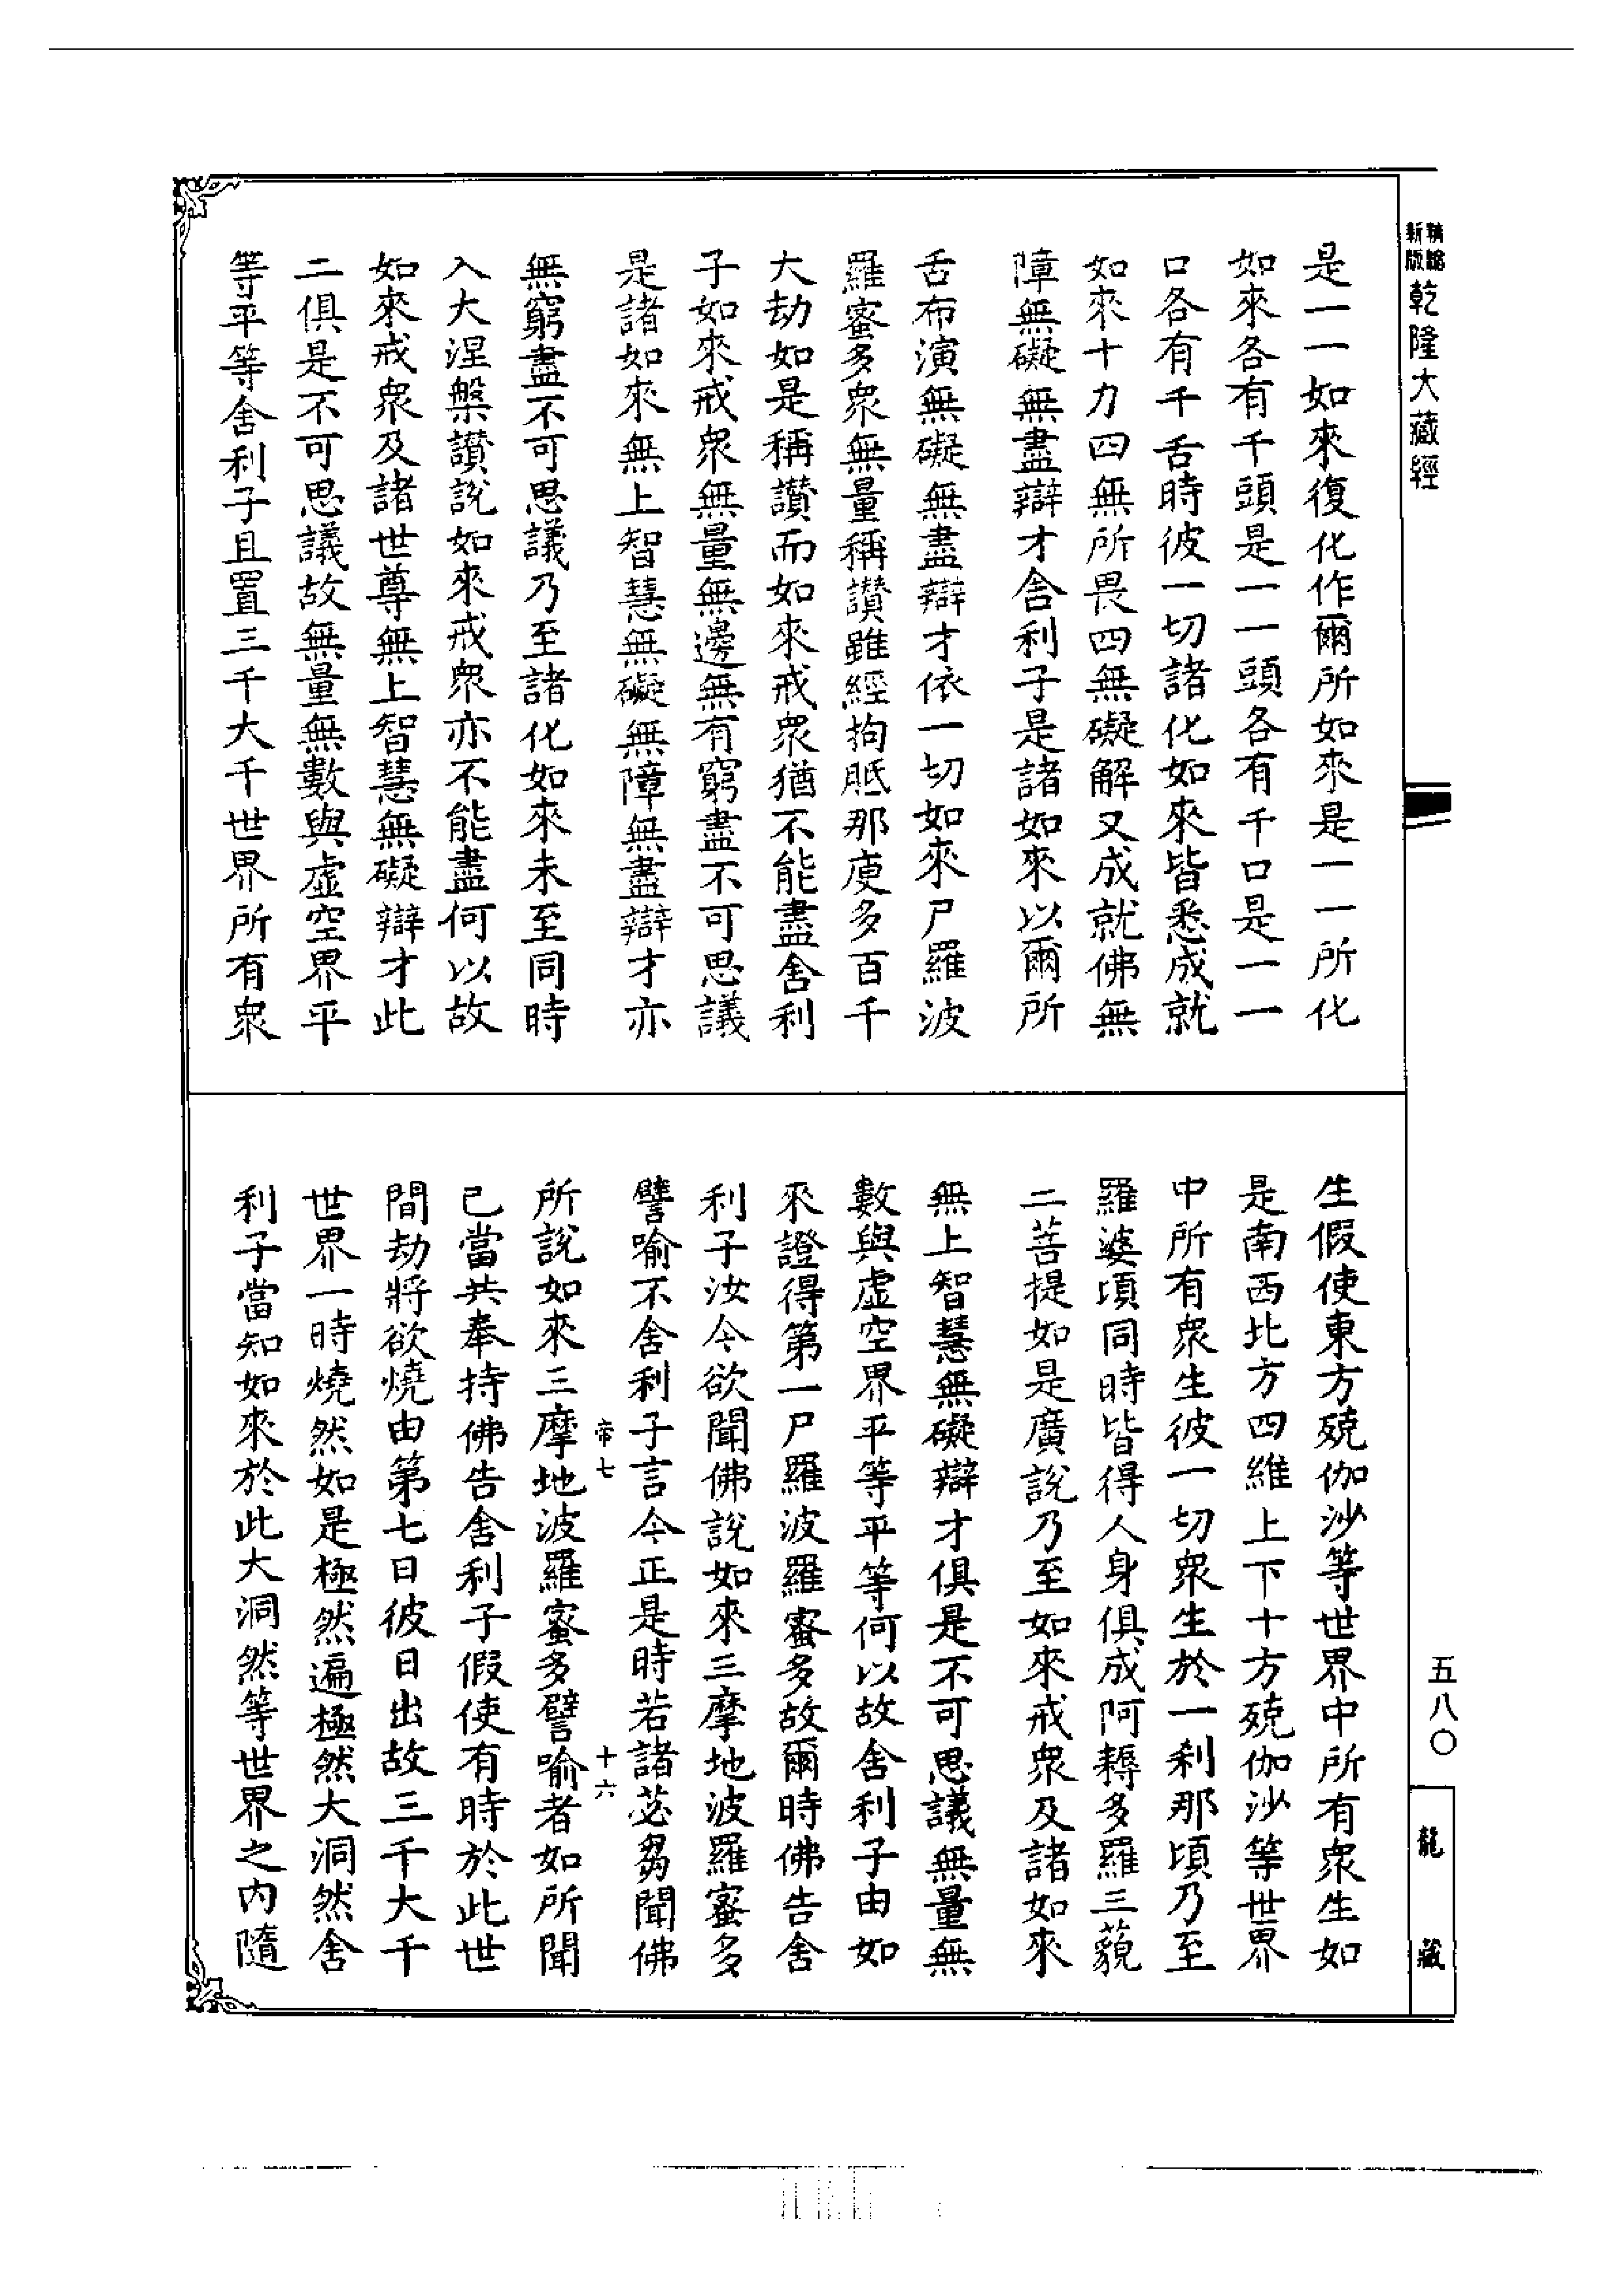 精縮新版乾隆大藏經
是一一如來復化作爾所如來是一一所化
如來各有千頭是一一頭各有千口是一一
口各有千舌時彼一切諸化如來皆悉成就
如來十力四無所畏四無礙解又成就佛無
障無礙無盡辯才舍利子是諸如來以爾所
舌布演無礙無盡辯才依一切如來尸羅波
羅蜜多衆無量稱讚雖經拘胝那庾多百千
大劫如是稱讚而如來戒衆猶不能盡舍利
子如來戒衆無量無邊無有窮盡不可思議
是諸如來無上智慧無礙無障無盡辯才亦
無窮盡不可思議乃至諸化如來未至同時
入大涅槃讚說如來戒衆亦不能盡何以故
如來戒衆及諸世尊無上智慧無礙辯才此
二俱是不可思議故無量無數與虛空界平
等平等舍利子且置三千大千世界所有衆
生假使東方殑伽沙等世界中所有衆生如
是南西北方四維上下十方殑伽沙等世界
中所有衆生彼一切衆生於一剎那頃乃至
羅婆頃同時皆得人身俱成阿耨多羅三藐
二菩提如是廣說乃至如來戒衆及諸如來
無上智慧無礙辯才俱是不可思議無量無
數與虛空界平等平等何以故舍利子由如
來證得第一尸羅波羅蜜多故爾時佛告舍
利子汝今欲聞佛說如來三摩地波羅蜜多
譬喻不舍利子言今正是時若諸苾芻聞佛
帝七
十六
所說如來三摩地波羅蜜多譬喻者如所聞
已當共奉持佛告舍利子假使有時於此世
間劫將欲燒由第七日彼日出故三千大千
世界一時燒然如是極然遍極然大洞然舍
利子當知如來於此大洞然等世界之內隨
五八〇
龍藏